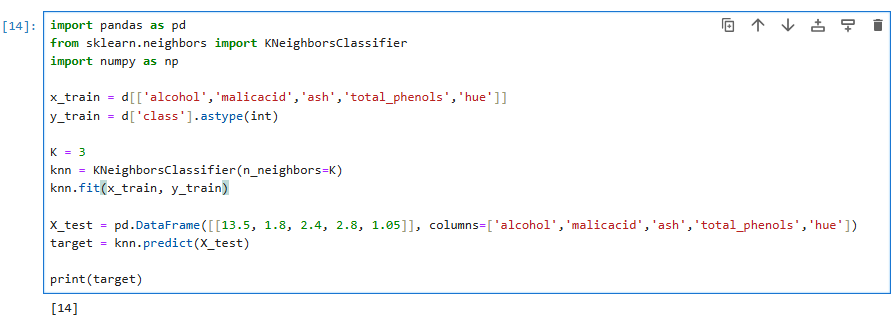 [14]:
import pandas as pd
from sklearn.neighbors import KNeighborsClassifier
import numpy as np
x_train = d[['alcohol','malicacid','ash','total_phenols','hue']]
y_train = d['class'].astype(int)
K = 3
knn = KNeighborsClassifier(n_neighbors=K)
knn.fit(x_train, y_train)
X_test = pd.DataFrame([[13.5, 1.8, 2.4, 2.8, 1.05]], columns=['alcohol','malicacid','ash','total_phenols','hue'])
target = knn.predict(X_test)
print(target)
[14]